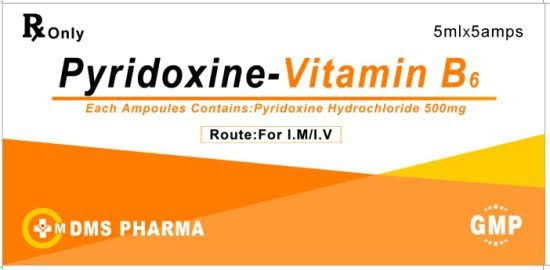 Rx Only
5mlx5amps
Pyridoxine-Vitamin B6
Each Ampoules Contains:Pyridoxine Hydrochloride 500mg
Route:For I.M/I.V
M DMS PHARMA
GMP